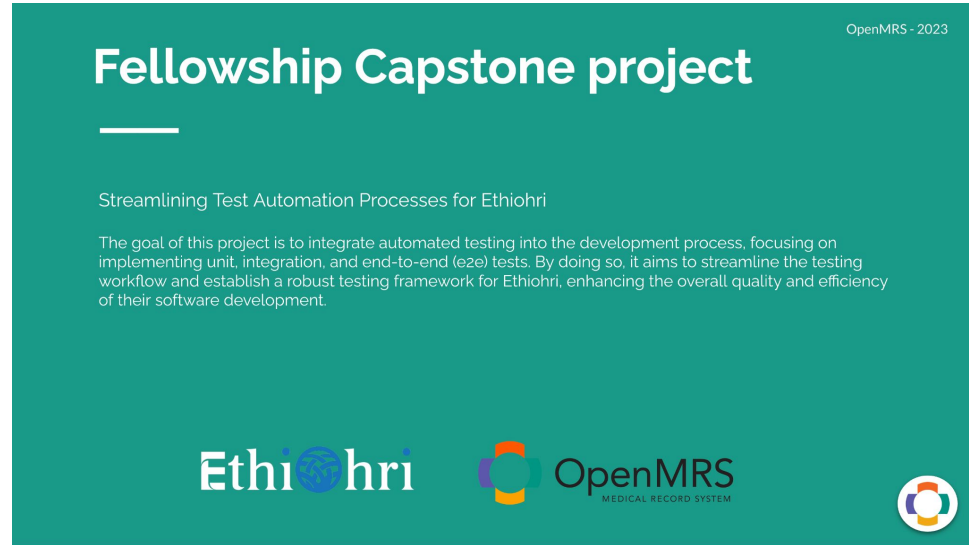 OpenMRS - 2023
Fellowship Capstone project
Streamlining Test Automation Processes for Ethiohri
The goal of this project is to integrate automated testing into the development process, focusing on
implementing unit, integration, and end-to-end (e2e) tests. By doing so, it aims to streamline the testing
workflow and establish a robust testing framework for Ethiohri, enhancing the overall quality and efficiency
of their software development.
EthiOhri
OpenMRS
MEDICAL RECORD SYSTEM